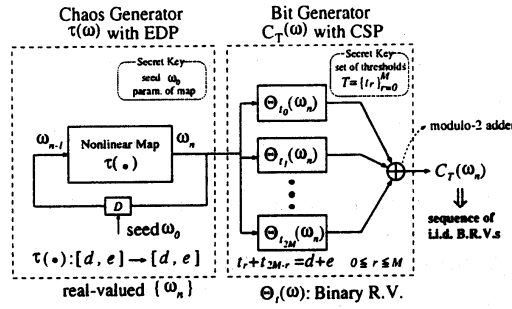 Chaos Generator
τ(ω) with EDP
Bit Generator
C_T(ω) with CSP
Secret Key
seed ω_0
param. of map
Secret Key
set of thresholds
T={t_r}^M_{r=0}
Θ_{t_0}(ω_n)
ω_{n-1}
Nonlinear Map
τ(•)
ω_n
Θ_{t_1}(ω_n)
modulo-2 adder
⊕
C_T(ω_n)
D
seed ω_0
Θ_{t_{2M}}(ω_n)
sequence of
i.i.d. B.R.V.s
τ(•):[d, e]→[d, e]
t_r+t_{2M-r}=d+e 0≦r≦M
real-valued {ω_n}
Θ_t(ω): Binary R.V.